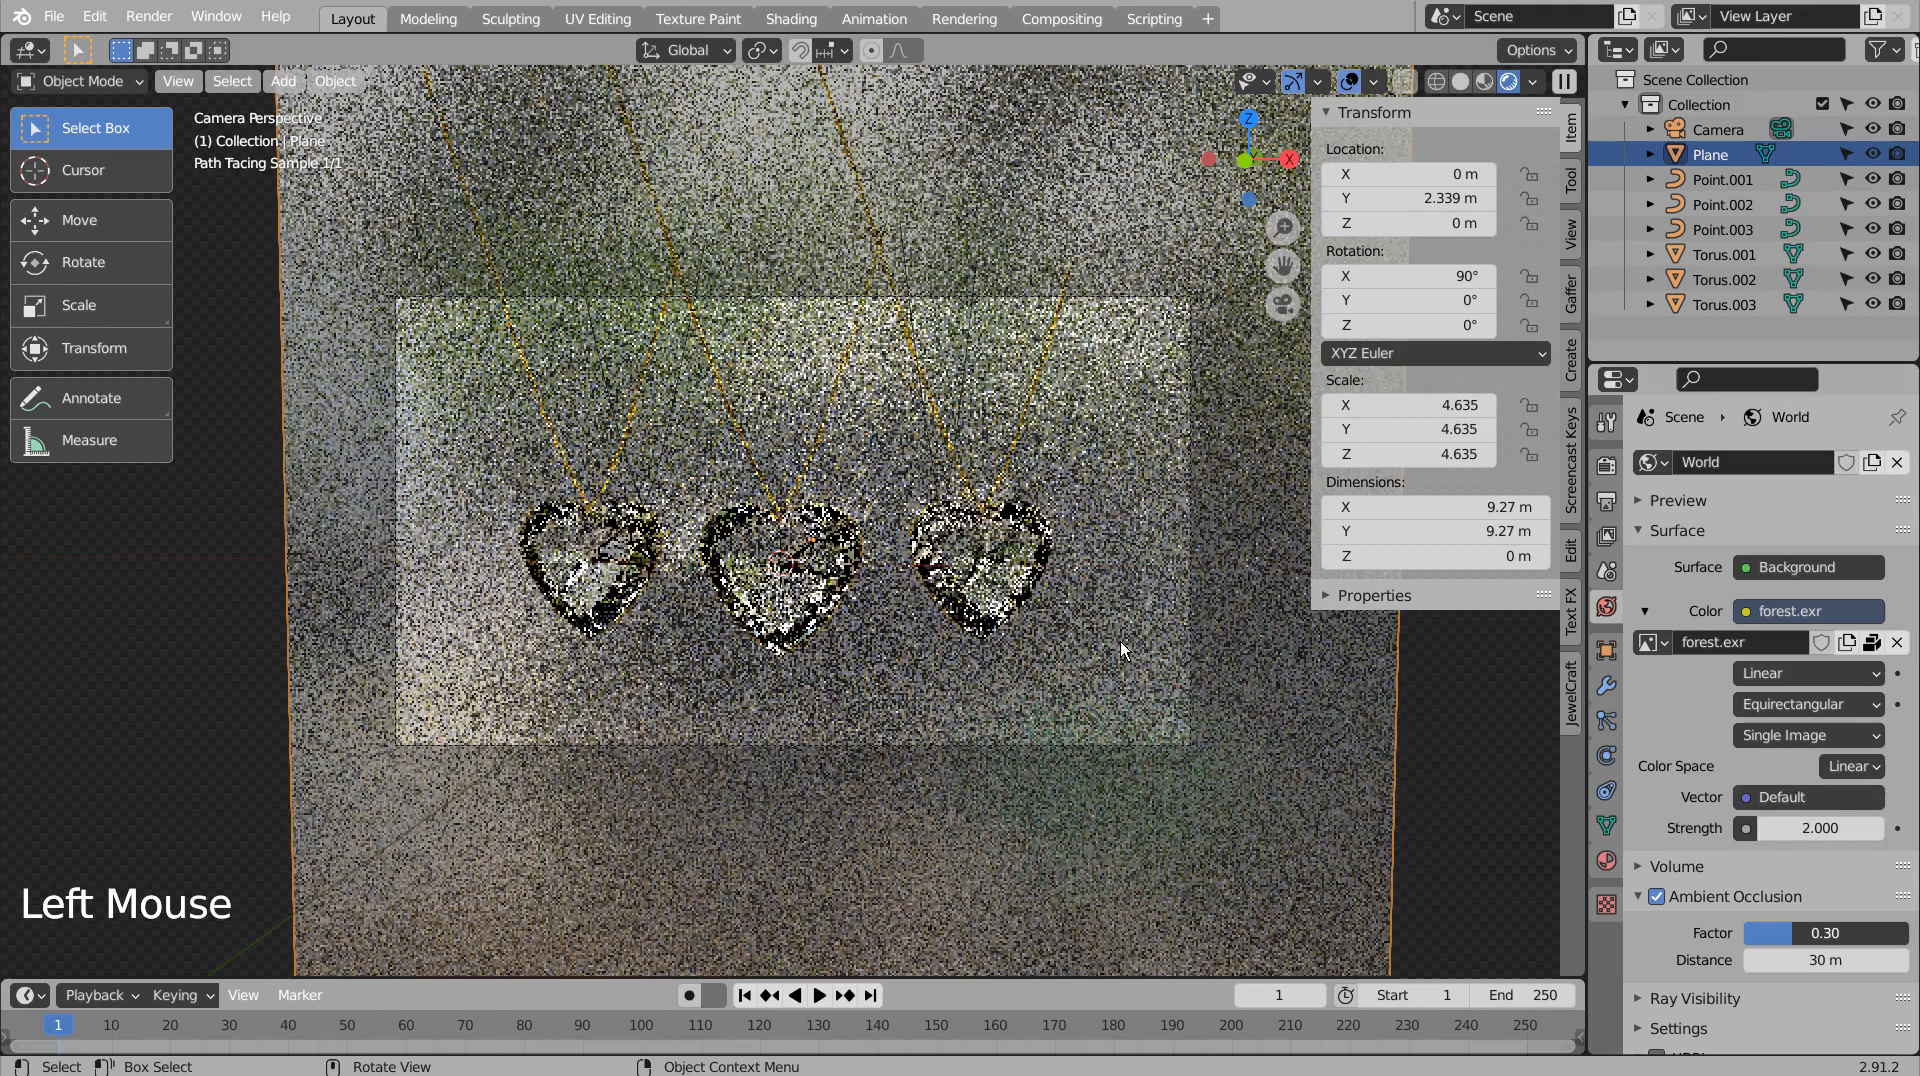 File Edit Render Window Help Layout Modeling Sculpting UV Editing Texture Paint Shading Animation Rendering Compositing Scripting + Scene View Layer
Global Options
Object Mode View Select Add Object
Select Box
Cursor
Move
Rotate
Scale
Transform
Annotate
Measure
Camera Perspective
(1) Collection | Plane
Path Tacing Sample 1/1
Z
X
Transform
Location:
X 0 m
Y 2.339 m
Z 0 m
Rotation:
X 90°
Y 0°
Z 0°
XYZ Euler
Scale:
X 4.635
Y 4.635
Z 4.635
Dimensions:
X 9.27 m
Y 9.27 m
Z 0 m
Properties
Item
Tool
View
Gaffer
Create
Screencast Keys
Edit
Text FX
JewelCraft
Scene Collection
Collection
Camera
Plane
Point.001
Point.002
Point.003
Torus.001
Torus.002
Torus.003
Scene World
World
Preview
Surface
Surface Background
Color forest.exr
forest.exr
Linear
Equirectangular
Single Image
Color Space Linear
Vector Default
Strength 2.000
Volume
Ambient Occlusion
Factor 0.30
Distance 30 m
Ray Visibility
Settings
Left Mouse
Playback Keying View Marker 1 Start 1 End 250
1 10 20 30 40 50 60 70 80 90 100 110 120 130 140 150 160 170 180 190 200 210 220 230 240 250
Select Box Select Rotate View Object Context Menu 2.91.2